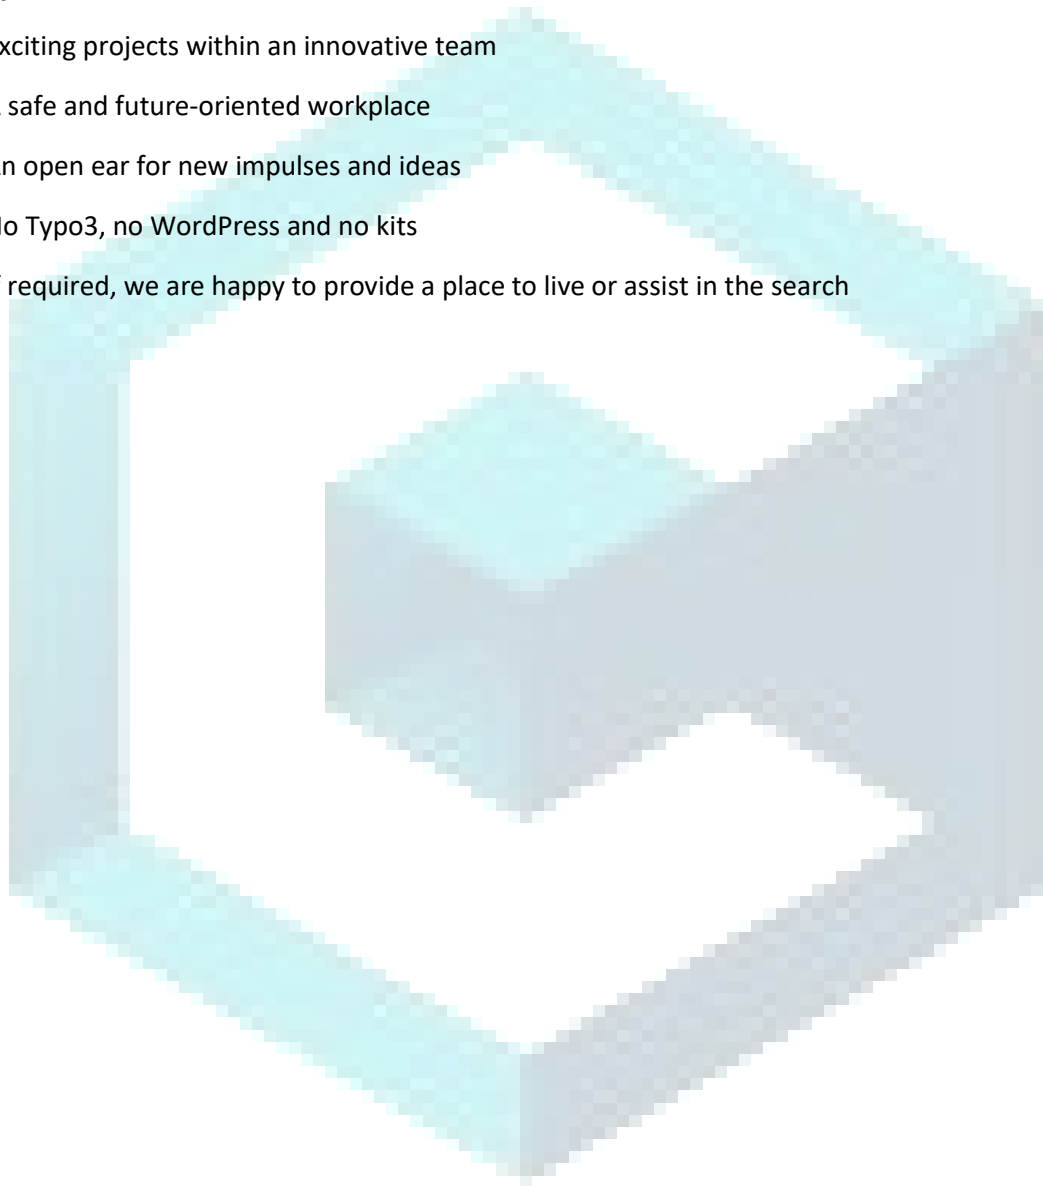 xciting projects within an innovative team
safe and future-oriented workplace
n open ear for new impulses and ideas
o Typo3, no WordPress and no kits
required, we are happy to provide a place to live or assist in the search